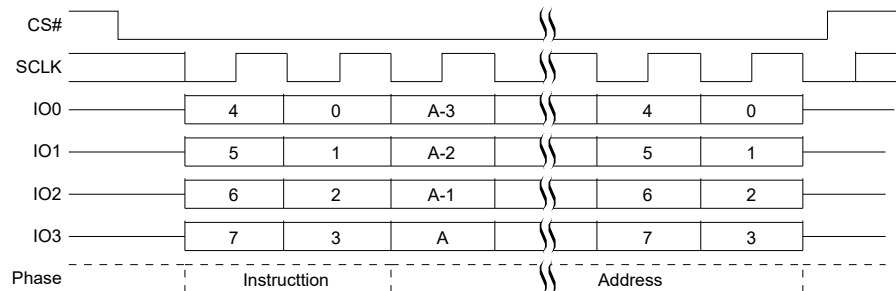 CS#
SCLK
IO0 4 0 A-3 4 0
IO1 5 1 A-2 5 1
IO2 6 2 A-1 6 2
IO3 7 3 A 7 3
Phase Instructtion Address